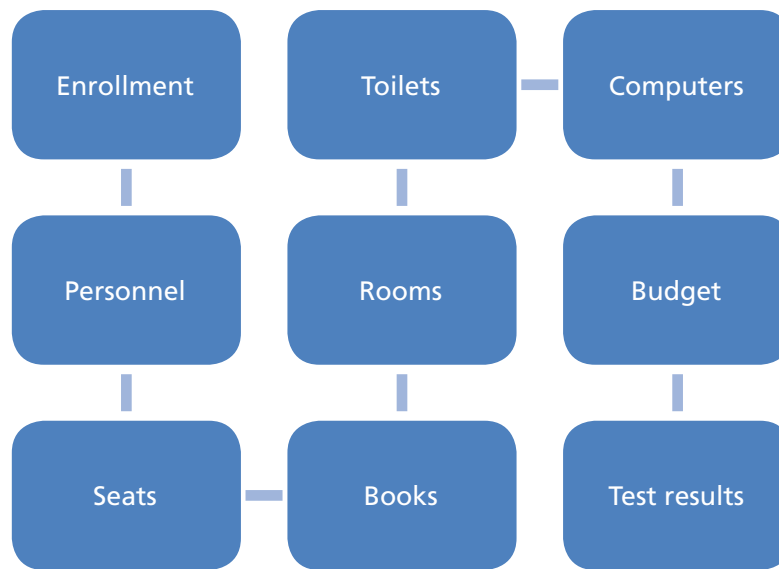 Enrollment
Personnel
Seats
Books
Rooms
Toilets
Computers
Budget
Test results